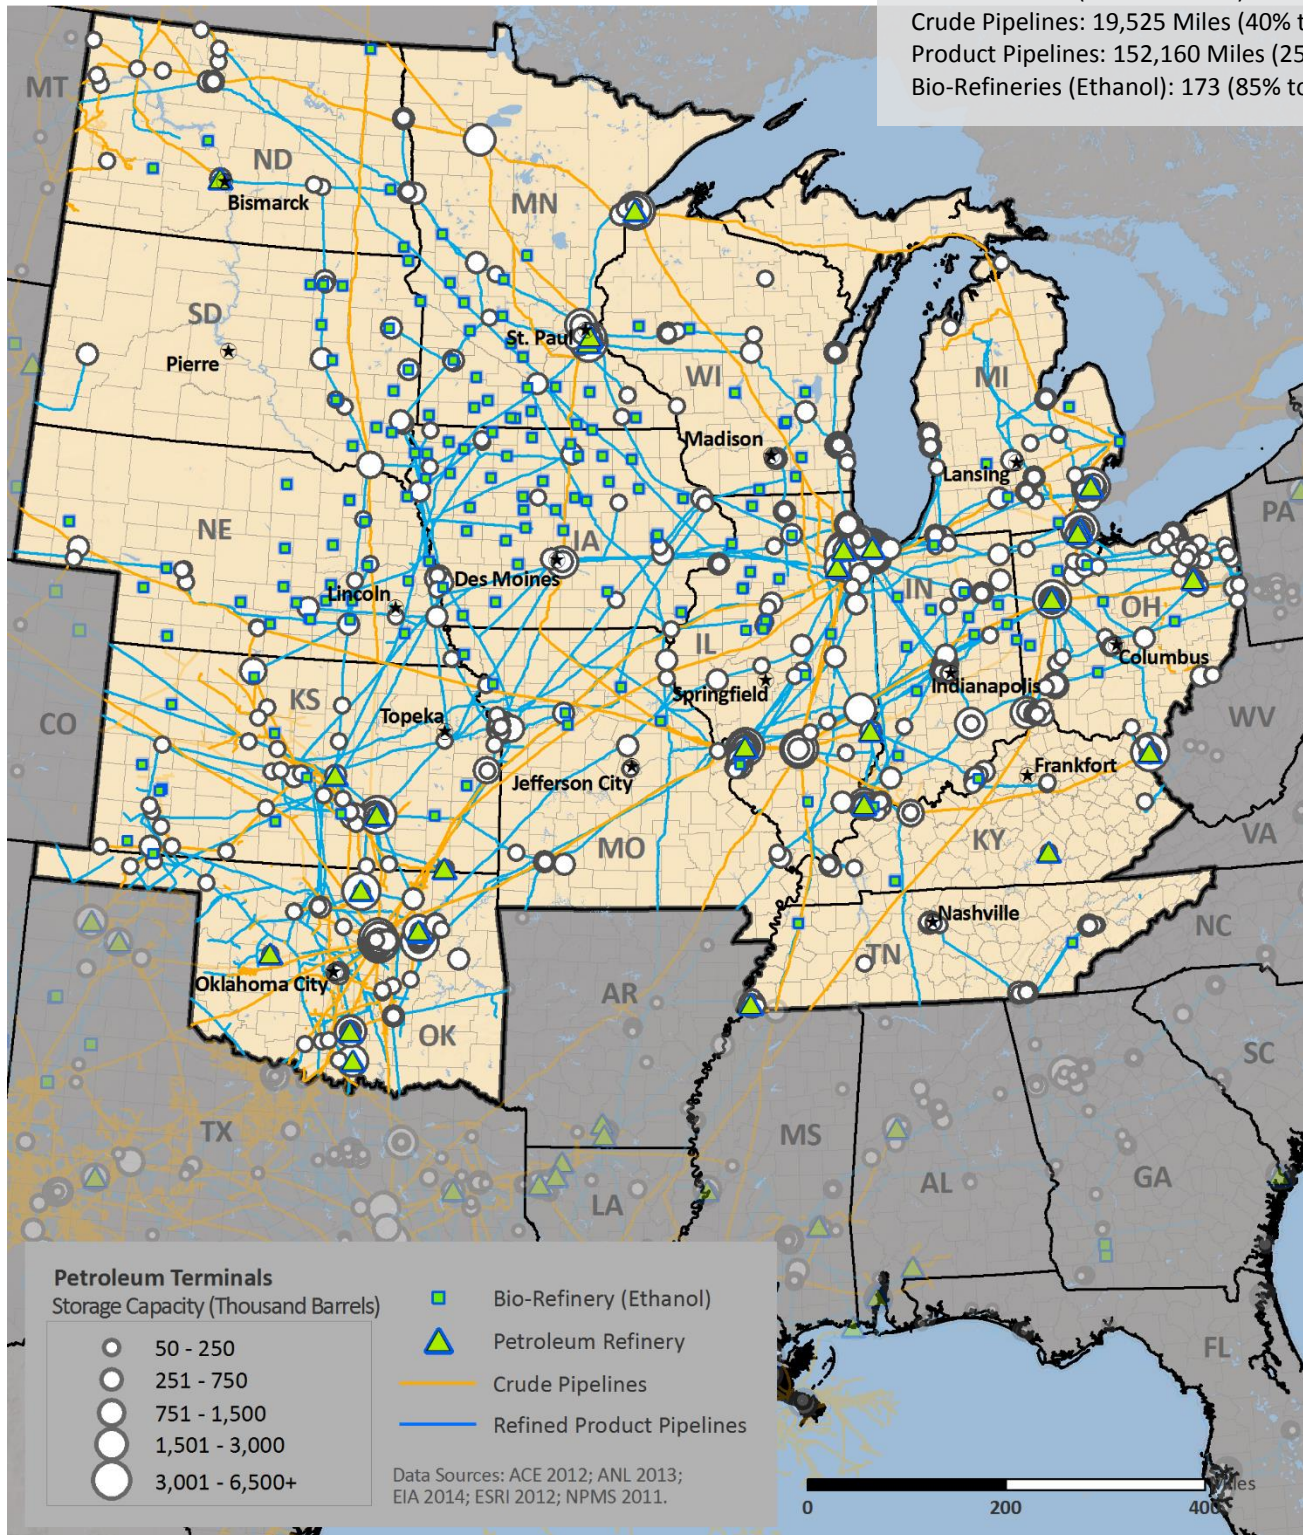 Crude Pipelines: 19,525 Miles (40% t
Product Pipelines: 152,160 Miles (25
Bio-Refineries (Ethanol): 173 (85% to
MT
ND
Bismarck
MN
SD
Pierre
St. Paul
WI
MI
Madison
Lansing
PA
NE
IA
Des Moines
Lincoln
IN
OH
IL
Columbus
Springfield
Indianapolis
KS
CO
Topeka
WV
Jefferson City
Frankfort
MO
KY
VA
Nashville
NC
TN
Oklahoma City
AR
OK
SC
TX
MS
AL
GA
LA
FL
Petroleum Terminals
Storage Capacity (Thousand Barrels)
50 - 250
251 - 750
751 - 1,500
1,501 - 3,000
3,001 - 6,500+
Bio-Refinery (Ethanol)
Petroleum Refinery
Crude Pipelines
Refined Product Pipelines
Data Sources: ACE 2012; ANL 2013;
EIA 2014; ESRI 2012; NPMS 2011.
Miles
0 200 400